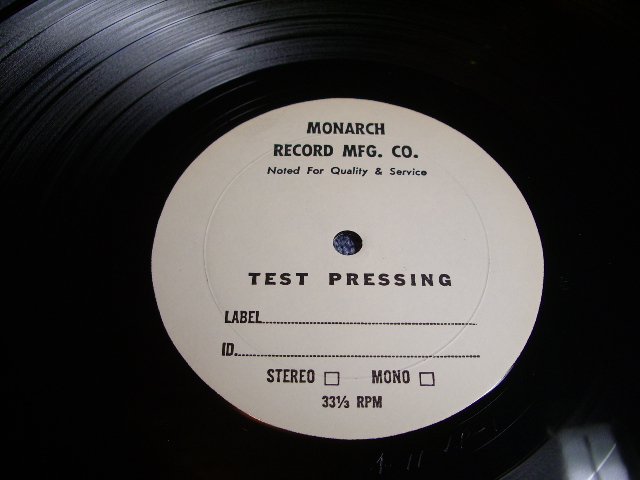 MONARCH
RECORD MFG. CO.
Noted For Quality & Service
TEST PRESSING
LABEL
ID.
STEREO □ MONO □
33⅓ RPM